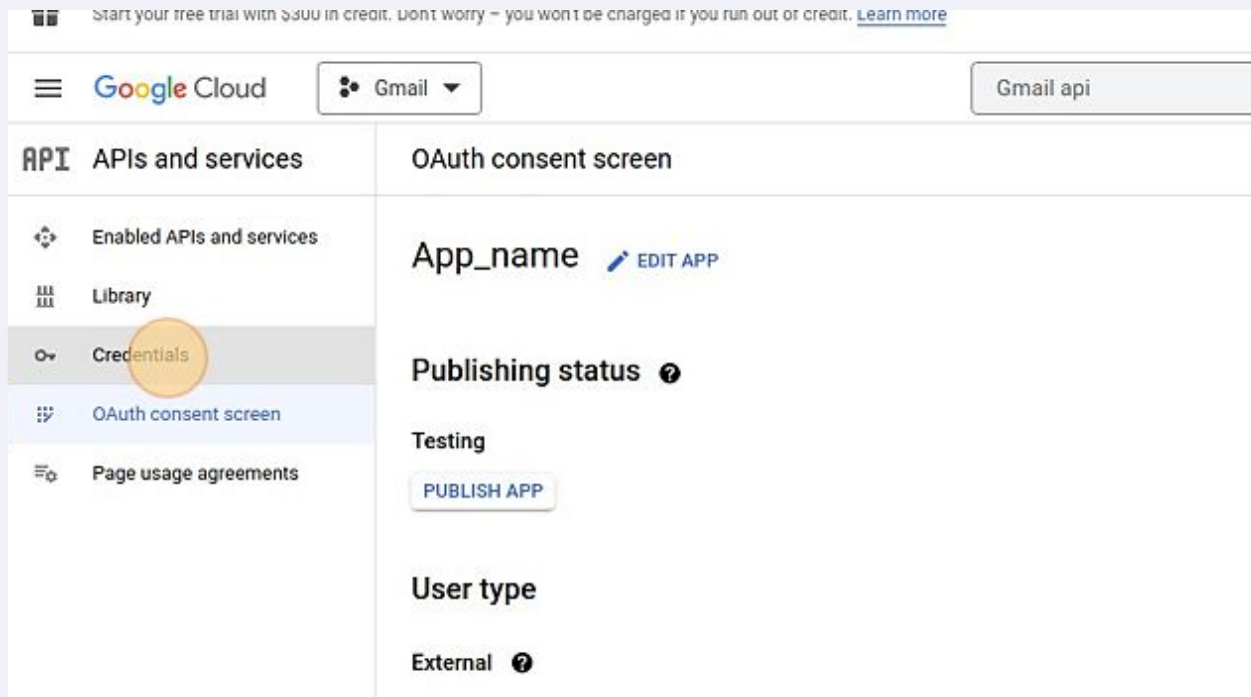 Start your free trial with $300 in credit. Don't worry – you won't be charged if you run out of credit. Learn more
Google Cloud
Gmail
Gmail api
API APIs and services
OAuth consent screen
Enabled APIs and services
Library
Credentials
OAuth consent screen
Page usage agreements
App_name
EDIT APP
Publishing status
Testing
PUBLISH APP
User type
External